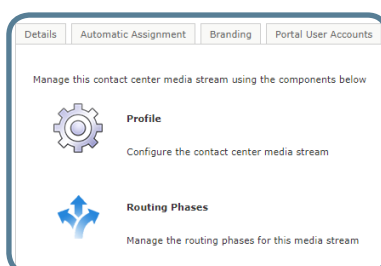 Details Automatic Assignment Branding Portal User Accounts
Manage this contact center media stream using the components below
Profile
Configure the contact center media stream
Routing Phases
Manage the routing phases for this media stream